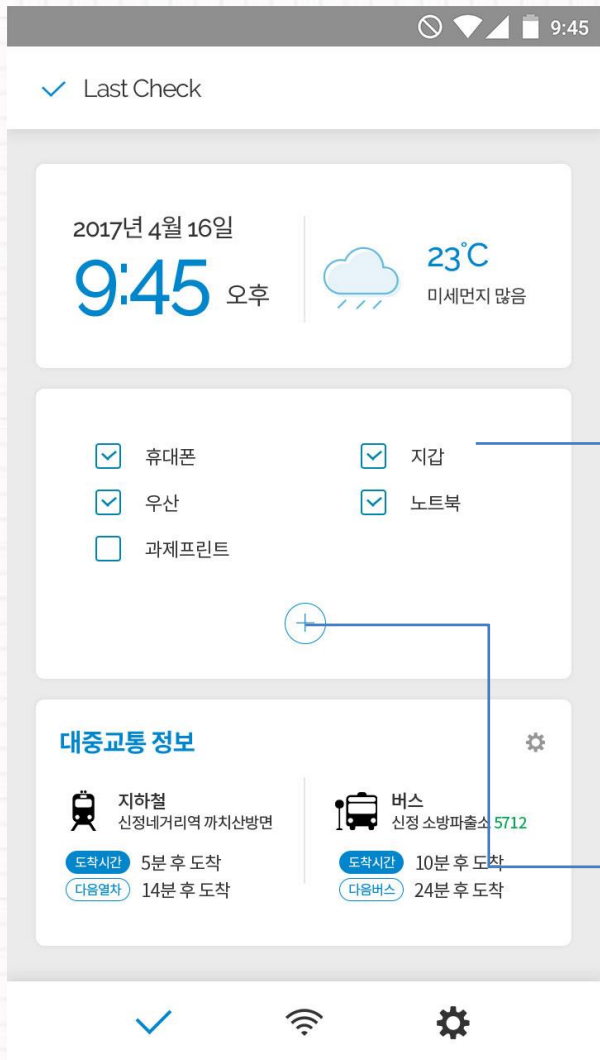 9:45
Last Check
2017년 4월 16일
9:45 오후
23°C
미세먼지 많음
휴대폰
지갑
우산
노트북
과제프린트
대중교통 정보
지하철
신정네거리역 까치산방면
도착시간 5분 후 도착
다음열차 14분 후 도착
버스
신정 소방파출소 5712
도착시간 10분 후 도착
다음버스 24분 후 도착